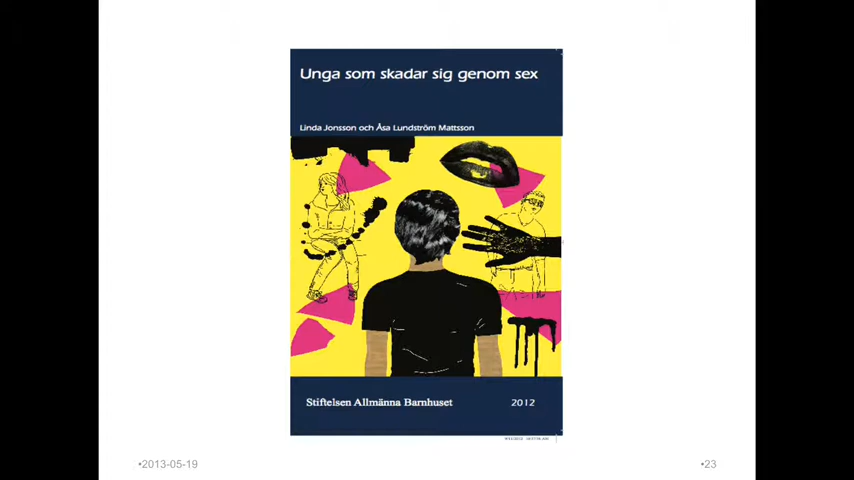 Unga som skadar sig genom sex
Linda Jonsson och Åsa Lundström Mattsson
Stiftelsen Allmänna Barnhuset 2012
•2013-05-19 •23